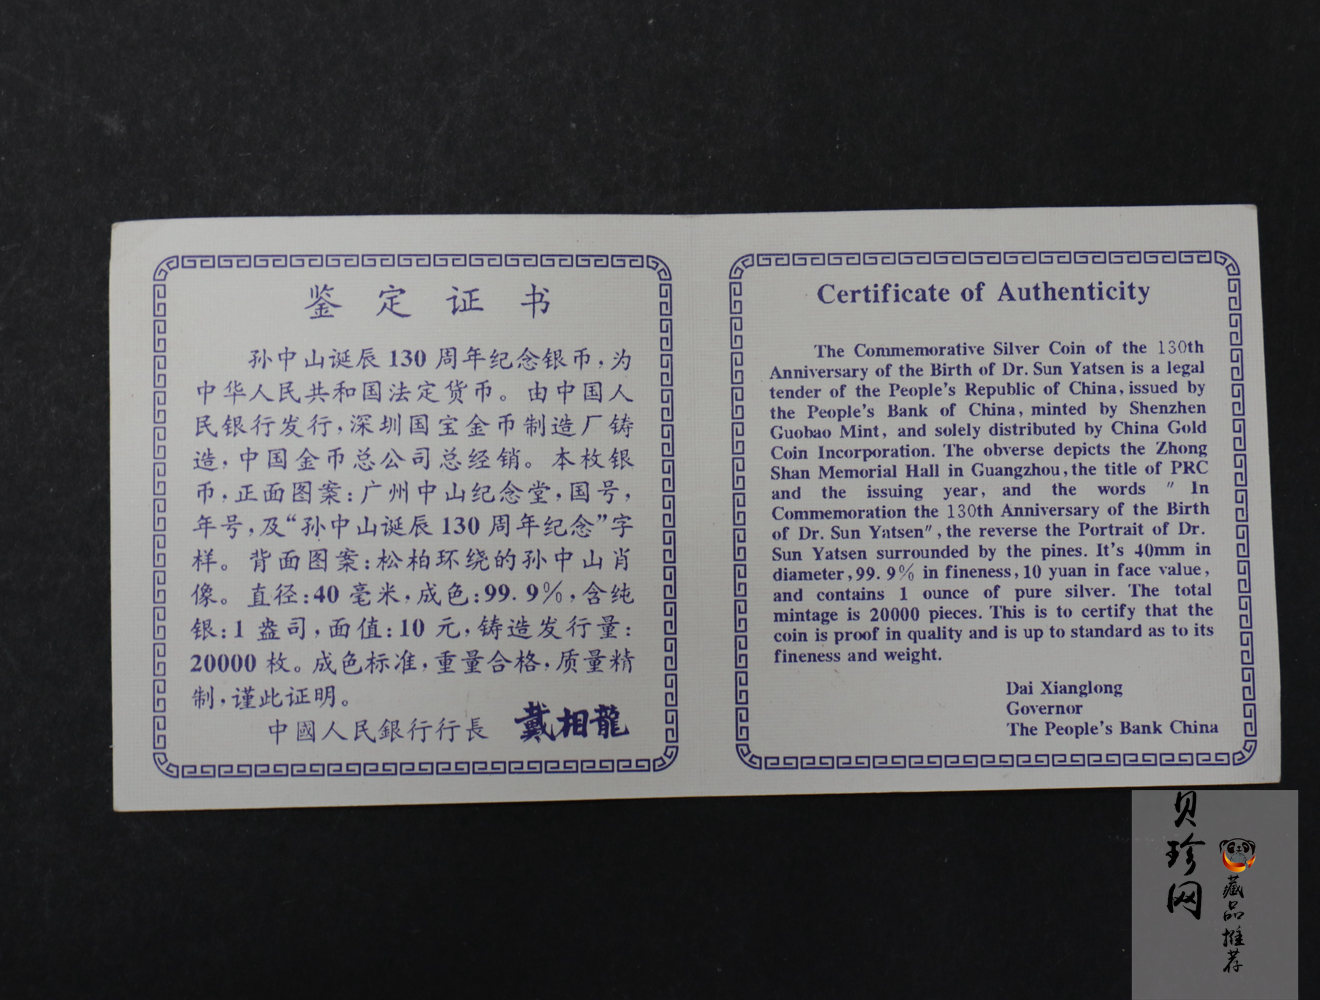 鉴定证书
孙中山诞辰130周年纪念银币,为
中华人民共和国法定货币。由中国人
民银行发行,深圳国宝金币制造厂铸
造,中国金币总公司总经销。本枚银
币,正面图案:广州中山纪念堂,国号,
年号,及“孙中山诞辰130周年纪念”字
样。背面图案:松柏环绕的孙中山肖
像。直径:40毫米,成色:99.9%,含纯
银:1盎司,面值:10元,铸造发行量:
20000枚。成色标准,重量合格,质量精
制,谨此证明。
中國人民銀行行長 戴相龍
Certificate of Authenticity
The Commemorative Silver Coin of the 130th
Anniversary of the Birth of Dr. Sun Yatsen is a legal
tender of the People's Republic of China, issued by
the People's Bank of China, minted by Shenzhen
Guobao Mint, and solely distributed by China Gold
Coin Incorporation. The obverse depicts the Zhong
Shan Memorial Hall in Guangzhou, the title of PRC
and the issuing year, and the words " In
Commemoration the 130th Anniversary of the Birth
of Dr. Sun Yatsen", the reverse the Portrait of Dr.
Sun Yatsen surrounded by the pines. It's 40mm in
diameter, 99. 9% in fineness, 10 yuan in face value,
and contains 1 ounce of pure silver. The total
mintage is 20000 pieces. This is to certify that the
coin is proof in quality and is up to standard as to its
fineness and weight.
Dai Xianglong
Governor
The People's Bank China
贝珍网
藏品推荐